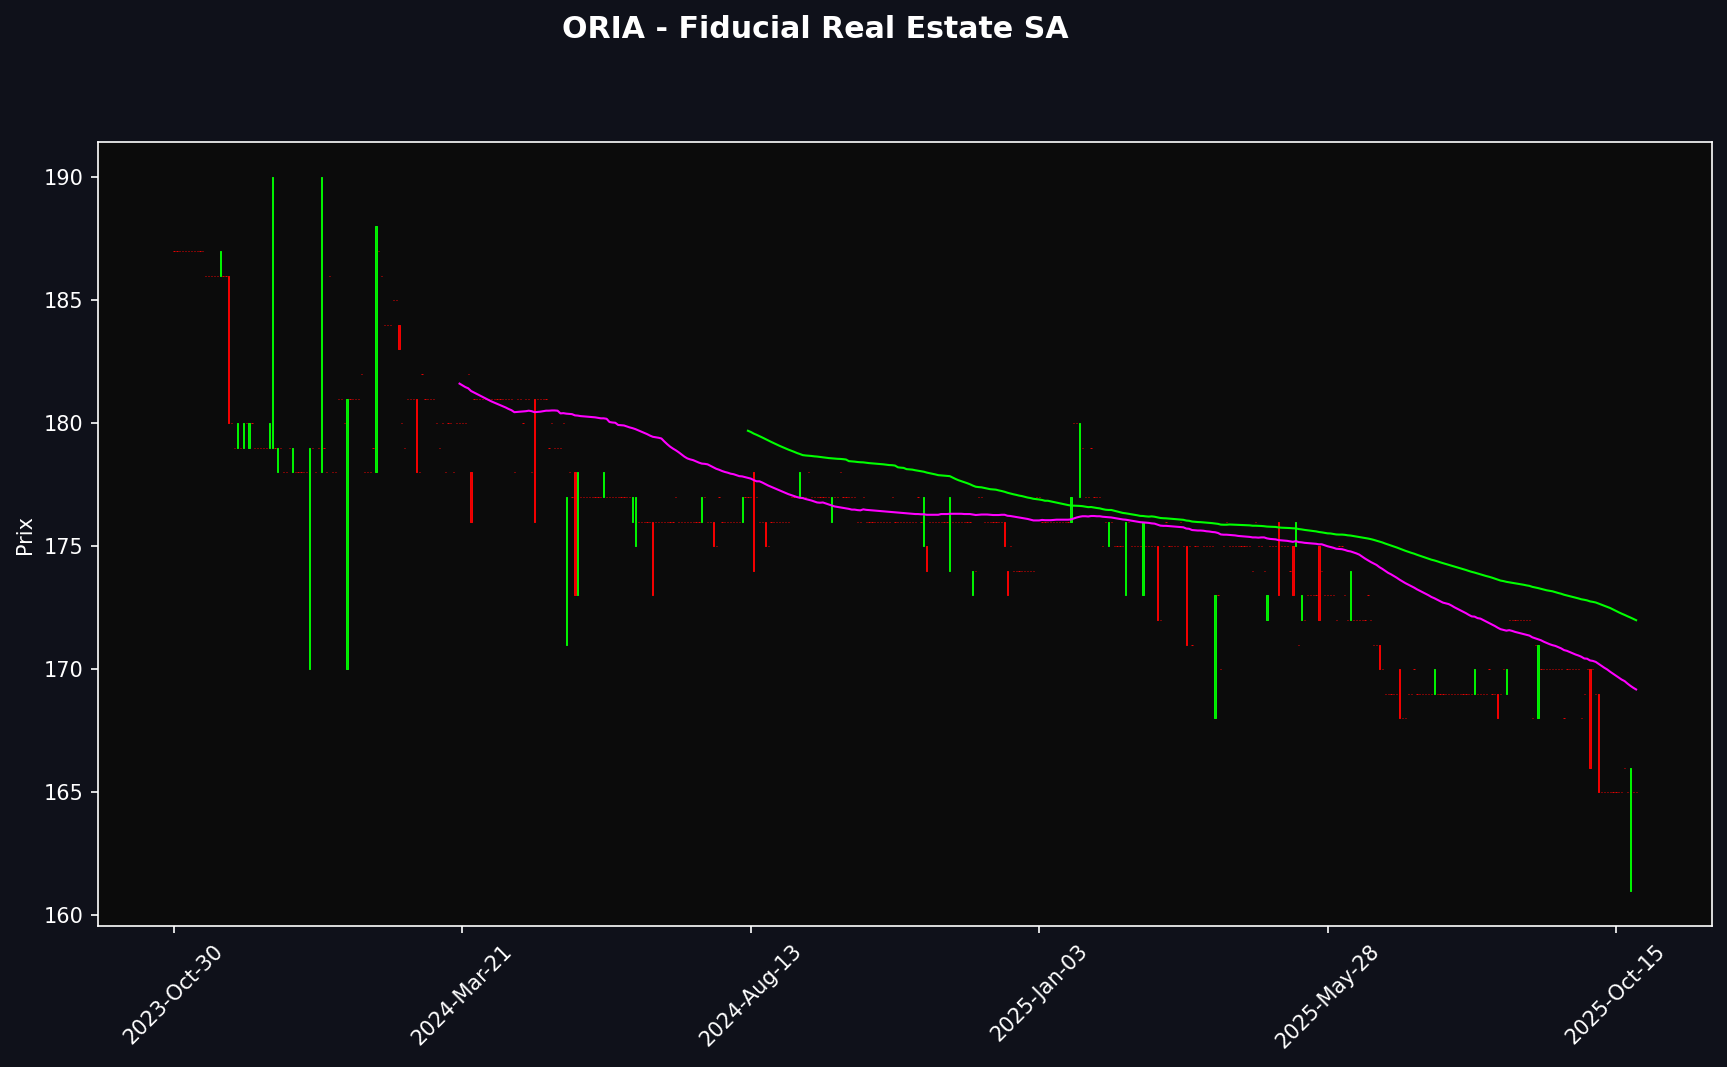 ORIA - Fiducial Real Estate SA
190
185
180
175
170
165
160
Prix
2023-Oct-30
2024-Mar-21
2024-Aug-13
2025-Jan-03
2025-May-28
2025-Oct-15